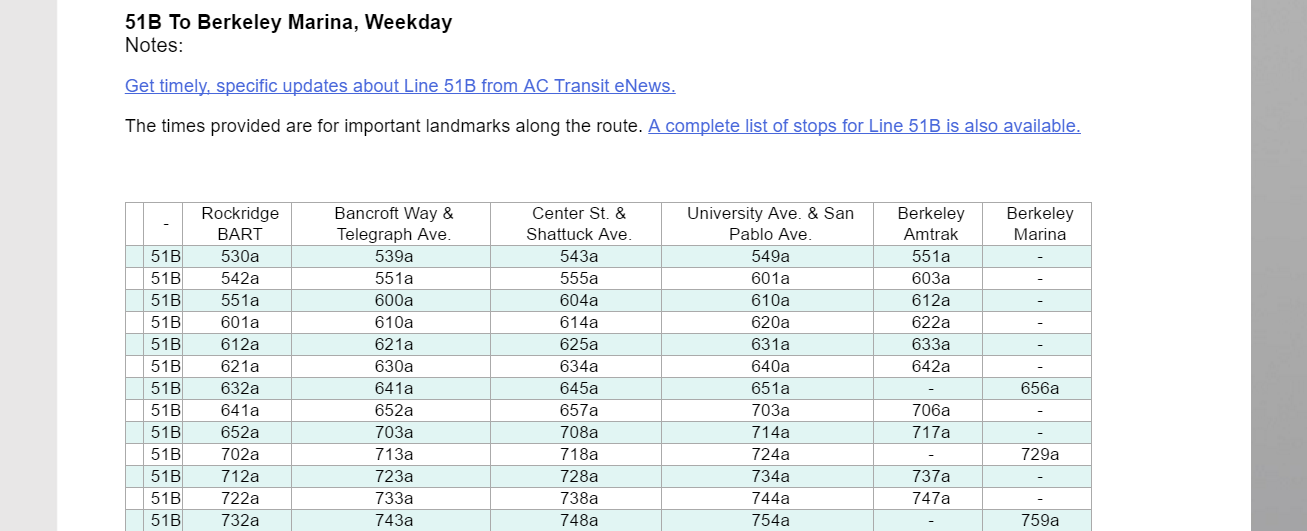 51B To Berkeley Marina, Weekday
Notes:
Get timely, specific updates about Line 51B from AC Transit eNews.
The times provided are for important landmarks along the route. A complete list of stops for Line 51B is also available.
- Rockridge BART Bancroft Way & Telegraph Ave. Center St. & Shattuck Ave. University Ave. & San Pablo Ave. Berkeley Amtrak Berkeley Marina
51B 530a 539a 543a 549a 551a -
51B 542a 551a 555a 601a 603a -
51B 551a 600a 604a 610a 612a -
51B 601a 610a 614a 620a 622a -
51B 612a 621a 625a 631a 633a -
51B 621a 630a 634a 640a 642a -
51B 632a 641a 645a 651a - 656a
51B 641a 652a 657a 703a 706a -
51B 652a 703a 708a 714a 717a -
51B 702a 713a 718a 724a - 729a
51B 712a 723a 728a 734a 737a -
51B 722a 733a 738a 744a 747a -
51B 732a 743a 748a 754a - 759a